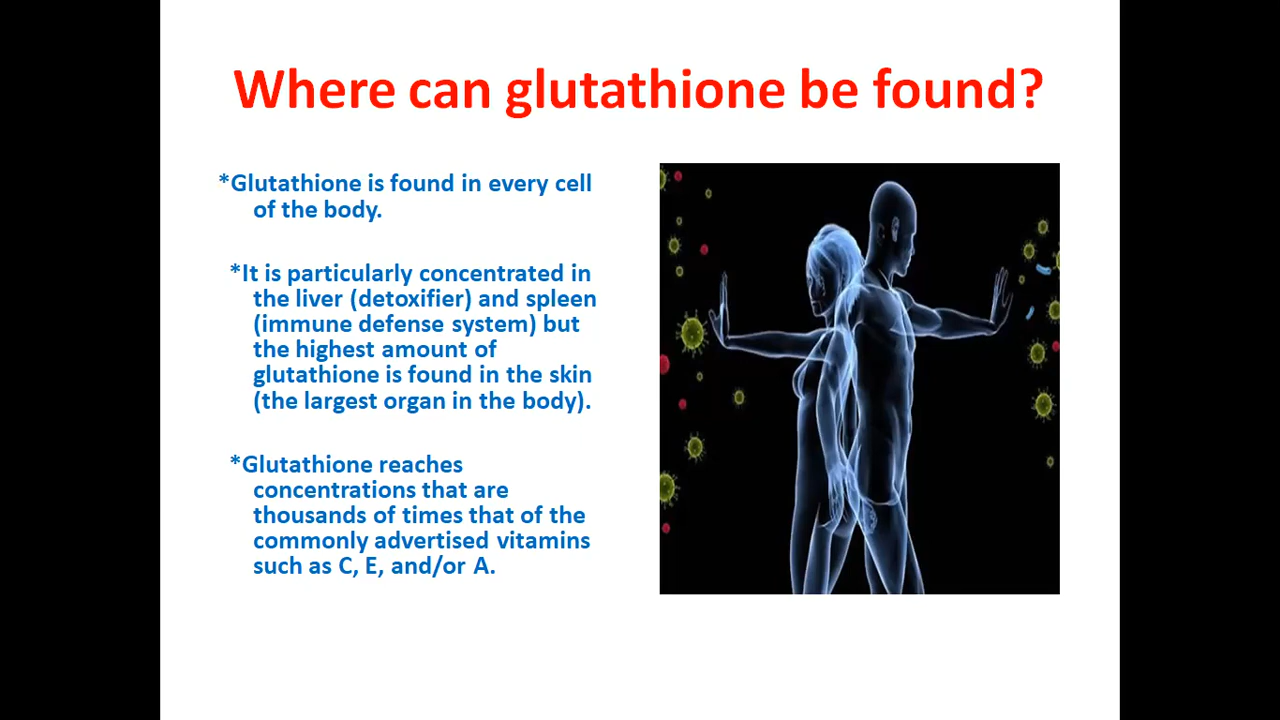 Where can glutathione be found?
*Glutathione is found in every cell
of the body.
*It is particularly concentrated in
the liver (detoxifier) and spleen
(immune defense system) but
the highest amount of
glutathione is found in the skin
(the largest organ in the body).
*Glutathione reaches
concentrations that are
thousands of times that of the
commonly advertised vitamins
such as C, E, and/or A.